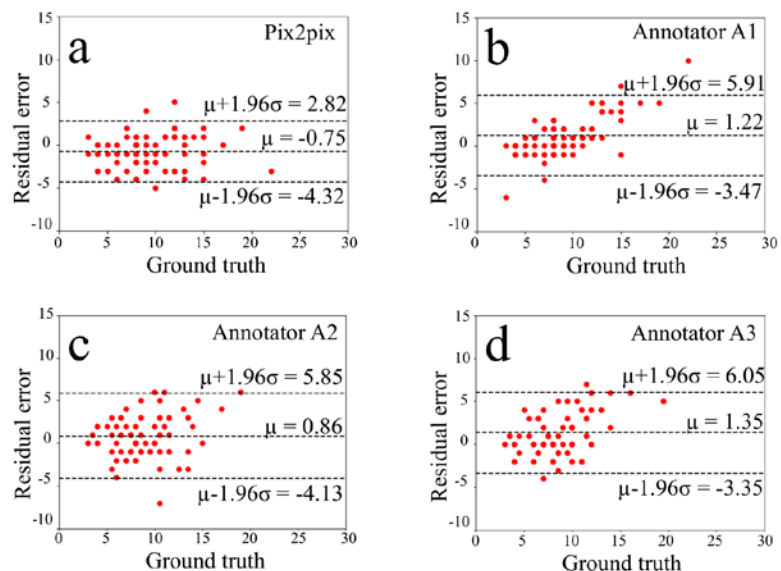 a
Pix2pix
15
10
5
0
-5
-10
μ+1.96σ = 2.82
μ = -0.75
μ-1.96σ = -4.32
0 5 10 15 20 25 30
Residual error
Ground truth
b
Annotator A1
15
10
5
0
-5
-10
μ+1.96σ = 5.91
μ = 1.22
μ-1.96σ = -3.47
0 5 10 15 20 25 30
Residual error
Ground truth
c
Annotator A2
15
10
5
0
-5
-10
μ+1.96σ = 5.85
μ = 0.86
μ-1.96σ = -4.13
0 5 10 15 20 25 30
Residual error
Ground truth
d
Annotator A3
15
10
5
0
-5
-10
μ+1.96σ = 6.05
μ = 1.35
μ-1.96σ = -3.35
0 5 10 15 20 25 30
Residual error
Ground truth